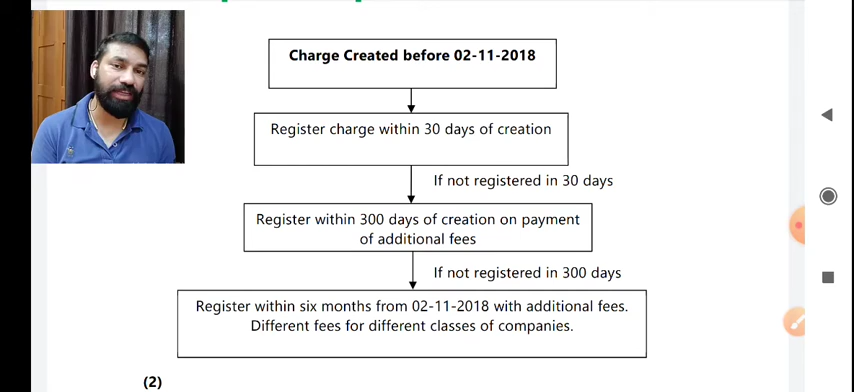 Charge Created before 02-11-2018
Register charge within 30 days of creation
If not registered in 30 days
Register within 300 days of creation on payment
of additional fees
If not registered in 300 days
Register within six months from 02-11-2018 with additional fees.
Different fees for different classes of companies.
(2)